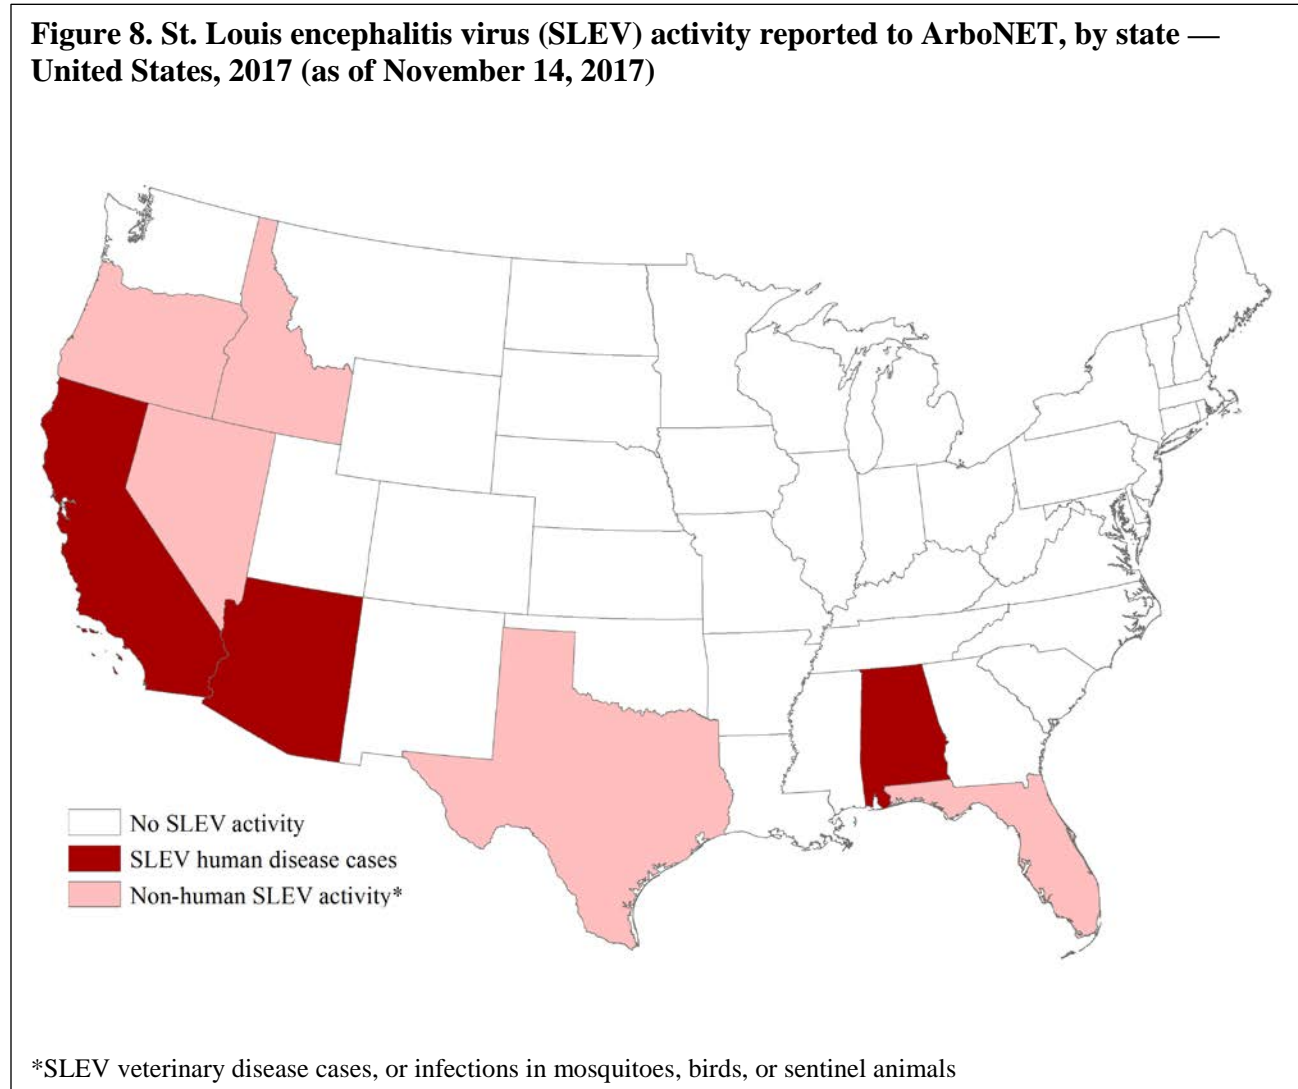 Figure 8. St. Louis encephalitis virus (SLEV) activity reported to ArboNET, by state —
United States, 2017 (as of November 14, 2017)
No SLEV activity
SLEV human disease cases
Non-human SLEV activity*
*SLEV veterinary disease cases, or infections in mosquitoes, birds, or sentinel animals